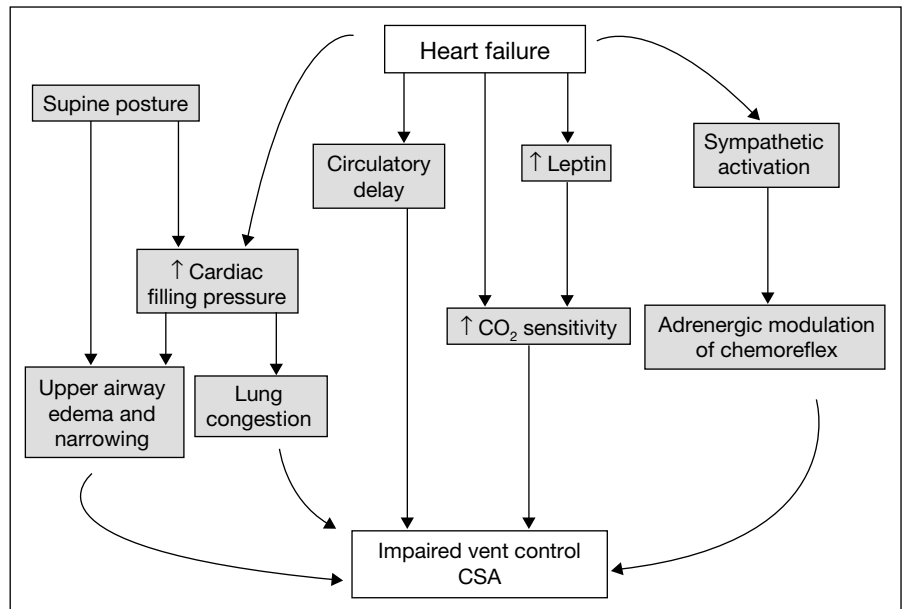 Heart failure
Supine posture
Circulatory
delay
↑ Leptin
Sympathetic
activation
↑ Cardiac
filling pressure
↑ CO₂ sensitivity
Adrenergic modulation
of chemoreflex
Upper airway
edema and
narrowing
Lung
congestion
Impaired vent control
CSA